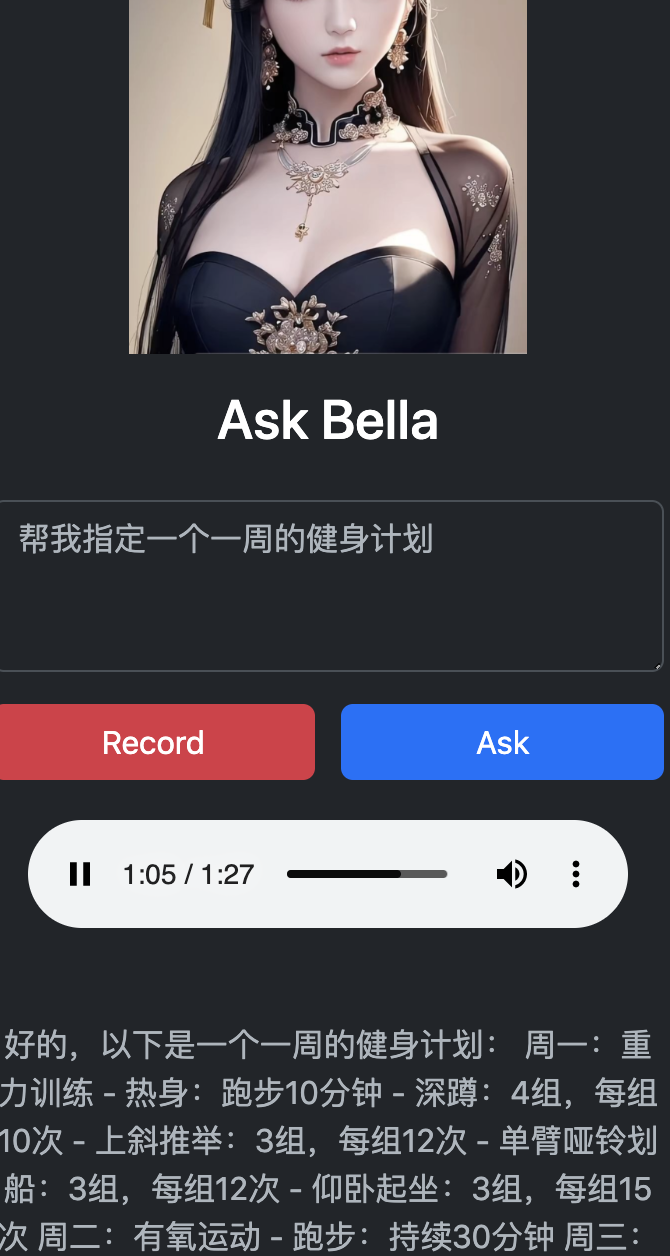 Ask Bella
帮我指定一个一周的健身计划
Record
Ask
1:05 / 1:27
好的，以下是一个一周的健身计划： 周一：重
力训练 - 热身：跑步10分钟 - 深蹲：4组，每组
10次 - 上斜推举：3组，每组12次 - 单臂哑铃划
船：3组，每组12次 - 仰卧起坐：3组，每组15
次 周二：有氧运动 - 跑步：持续30分钟 周三：